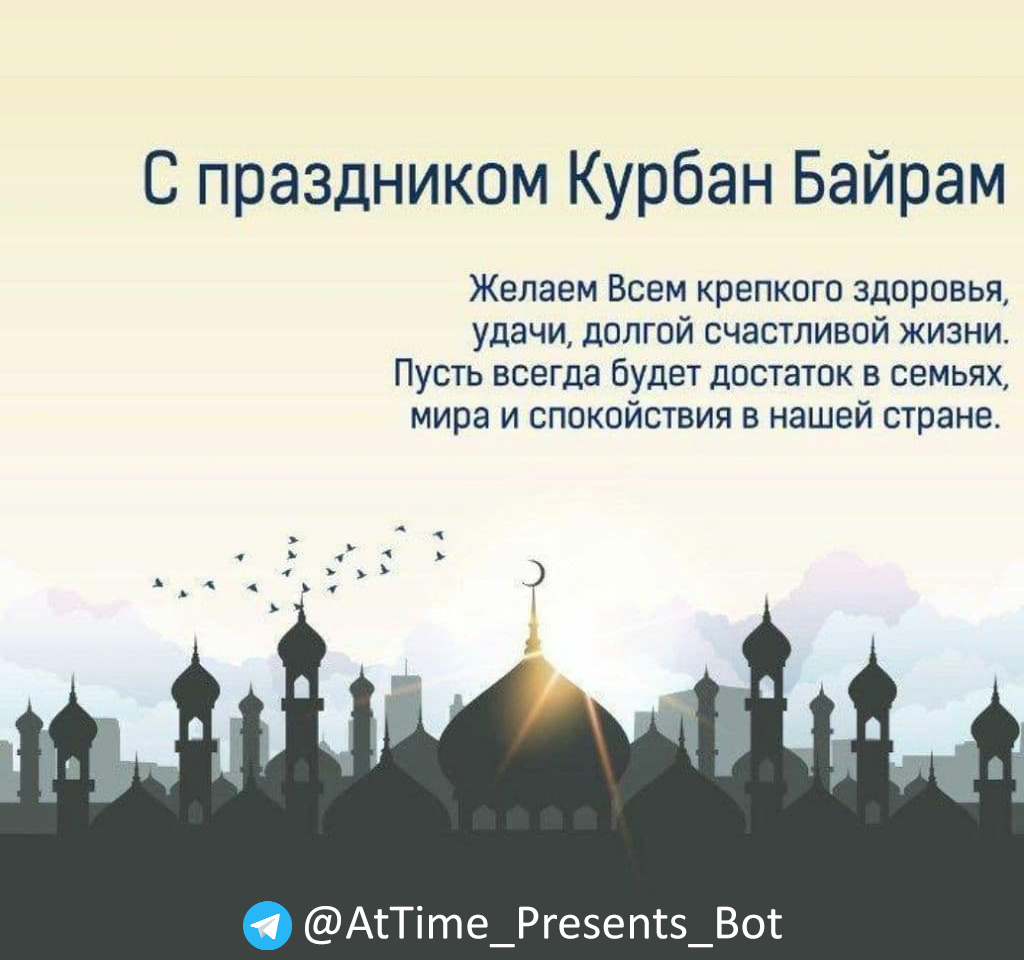 С праздником Курбан Байрам
Желаем Всем крепкого здоровья,
удачи, долгой счастливой жизни.
Пусть всегда будет достаток в семьях,
мира и спокойствия в нашей стране.
@AtTime_Presents_Bot